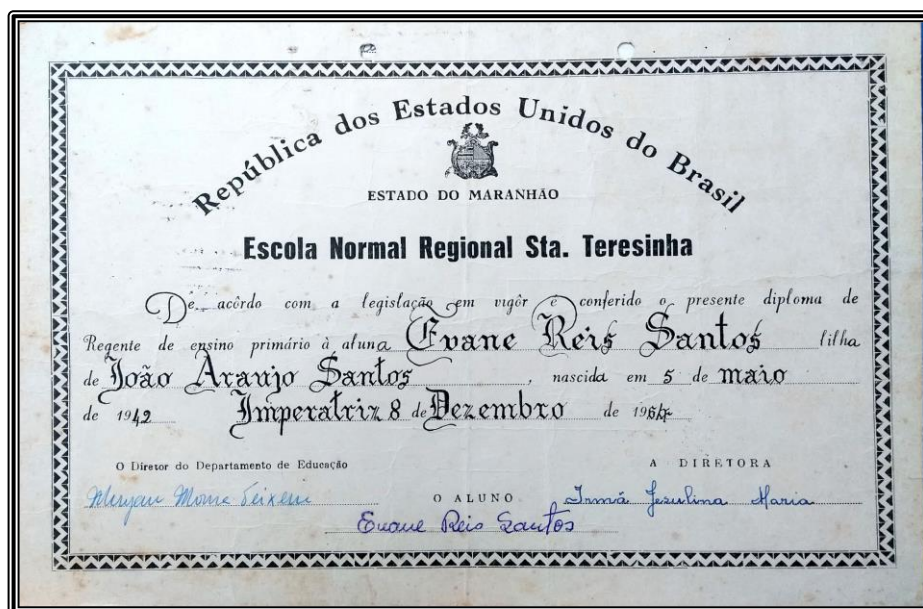 República dos Estados Unidos do Brasil
ESTADO DO MARANHÃO
Escola Normal Regional Sta. Teresinha
De acôrdo com a legislação em vigôr é conferido o presente diploma de
Regente de ensino primário à aluna Evane Reis Santos filha
de João Araujo Santos, nascida em 5 de maio
de 1942 Imperatriz 8 de Dezembro de 1964
O Diretor do Departamento de Educação
A DIRETORA
Teixeira
O ALUNO
Irmã Jesulina Maria
Evane Reis Santos